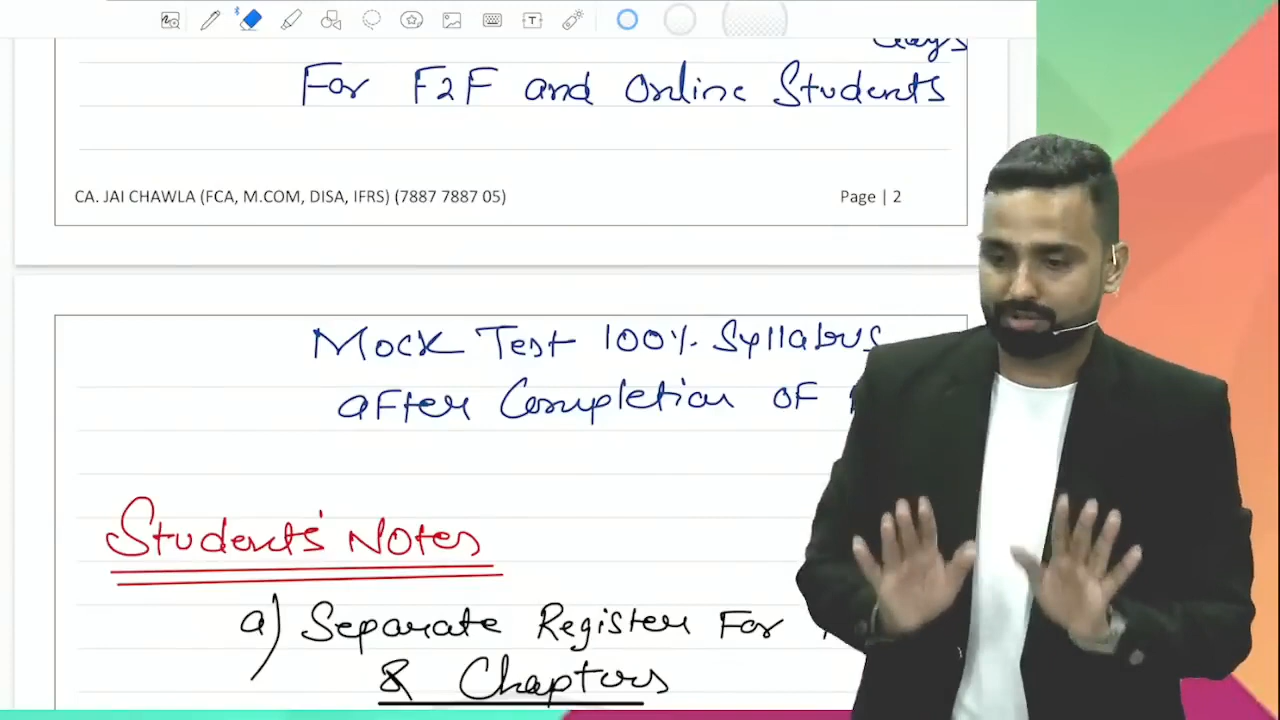 days
For F2F and Online Students
CA. JAI CHAWLA (FCA, M.COM, DISA, IFRS) (7887 7887 05)
Page | 2
Mock Test 100% Syllabus
after Completion of
Students' Notes
a) Separate Register For
& Chapters